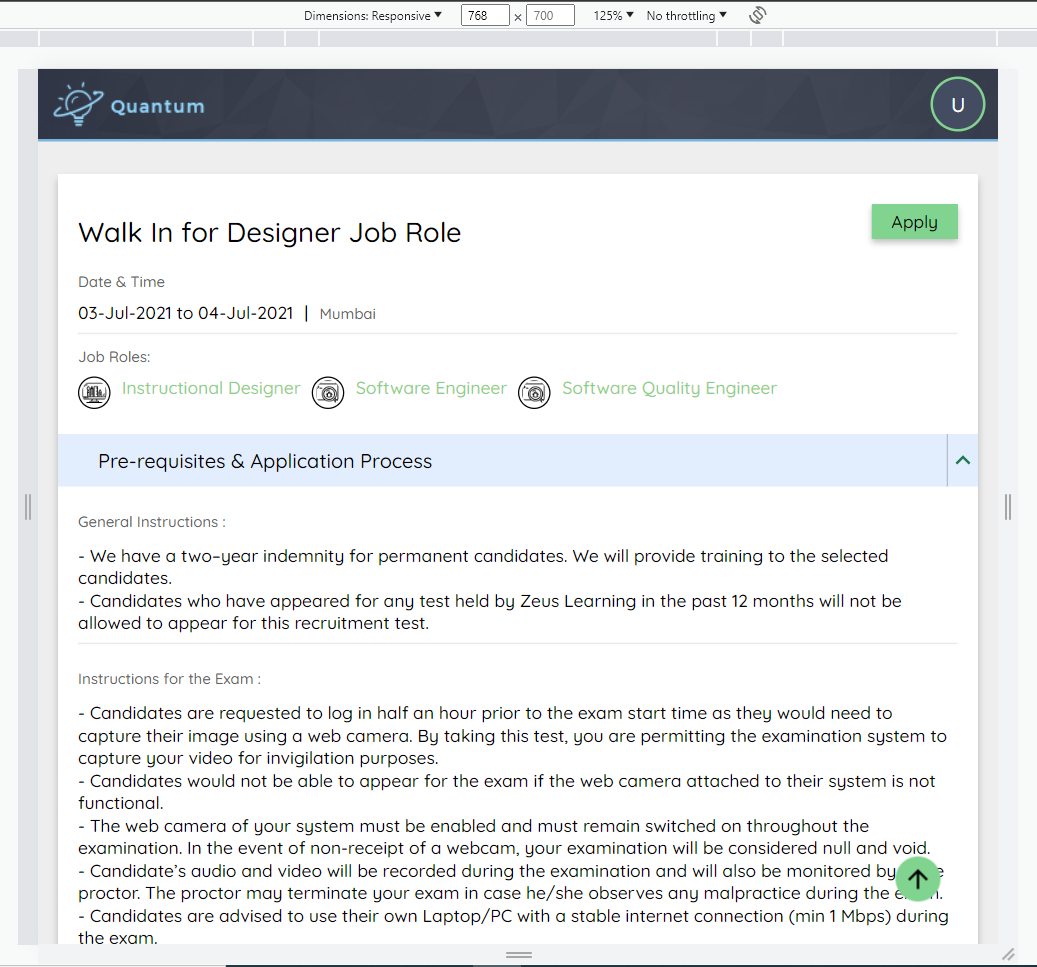 Dimensions: Responsive 768 × 700 125% No throttling
Quantum
U
Walk In for Designer Job Role
Apply
Date & Time
03-Jul-2021 to 04-Jul-2021 | Mumbai
Job Roles:
Instructional Designer Software Engineer Software Quality Engineer
Pre-requisites & Application Process
General Instructions :
- We have a two-year indemnity for permanent candidates. We will provide training to the selected
candidates.
- Candidates who have appeared for any test held by Zeus Learning in the past 12 months will not be
allowed to appear for this recruitment test.
Instructions for the Exam :
- Candidates are requested to log in half an hour prior to the exam start time as they would need to
capture their image using a web camera. By taking this test, you are permitting the examination system to
capture your video for invigilation purposes.
- Candidates would not be able to appear for the exam if the web camera attached to their system is not
functional.
- The web camera of your system must be enabled and must remain switched on throughout the
examination. In the event of non-receipt of a webcam, your examination will be considered null and void.
- Candidate’s audio and video will be recorded during the examination and will also be monitored by
proctor. The proctor may terminate your exam in case he/she observes any malpractice during the
- Candidates are advised to use their own Laptop/PC with a stable internet connection (min 1 Mbps) during
the exam.